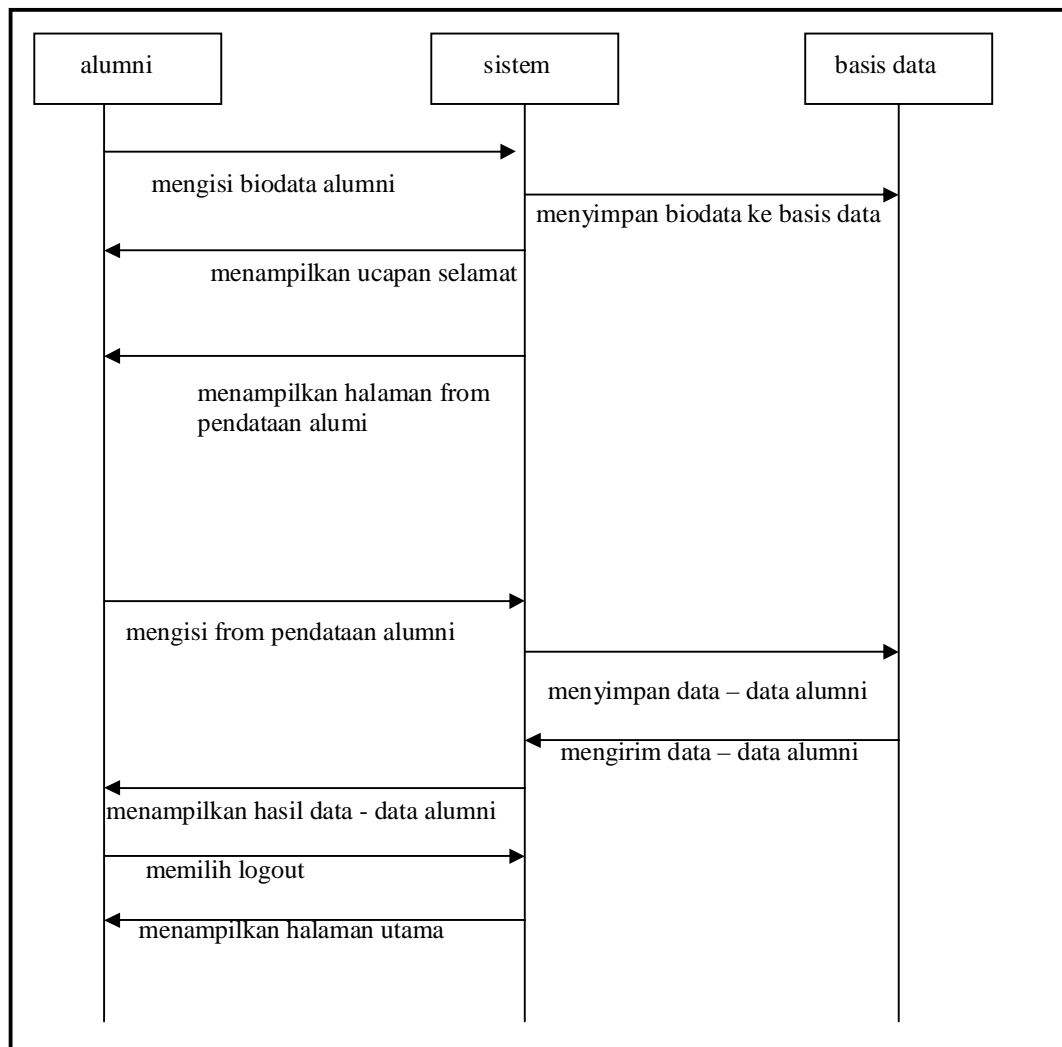 alumni
sistem
basis data
mengisi biodata alumni
menyimpan biodata ke basis data
menampilkan ucapan selamat
menampilkan halaman from
pendataan alumi
mengisi from pendataan alumni
menyimpan data – data alumni
mengirim data – data alumni
menampilkan hasil data - data alumni
memilih logout
menampilkan halaman utama